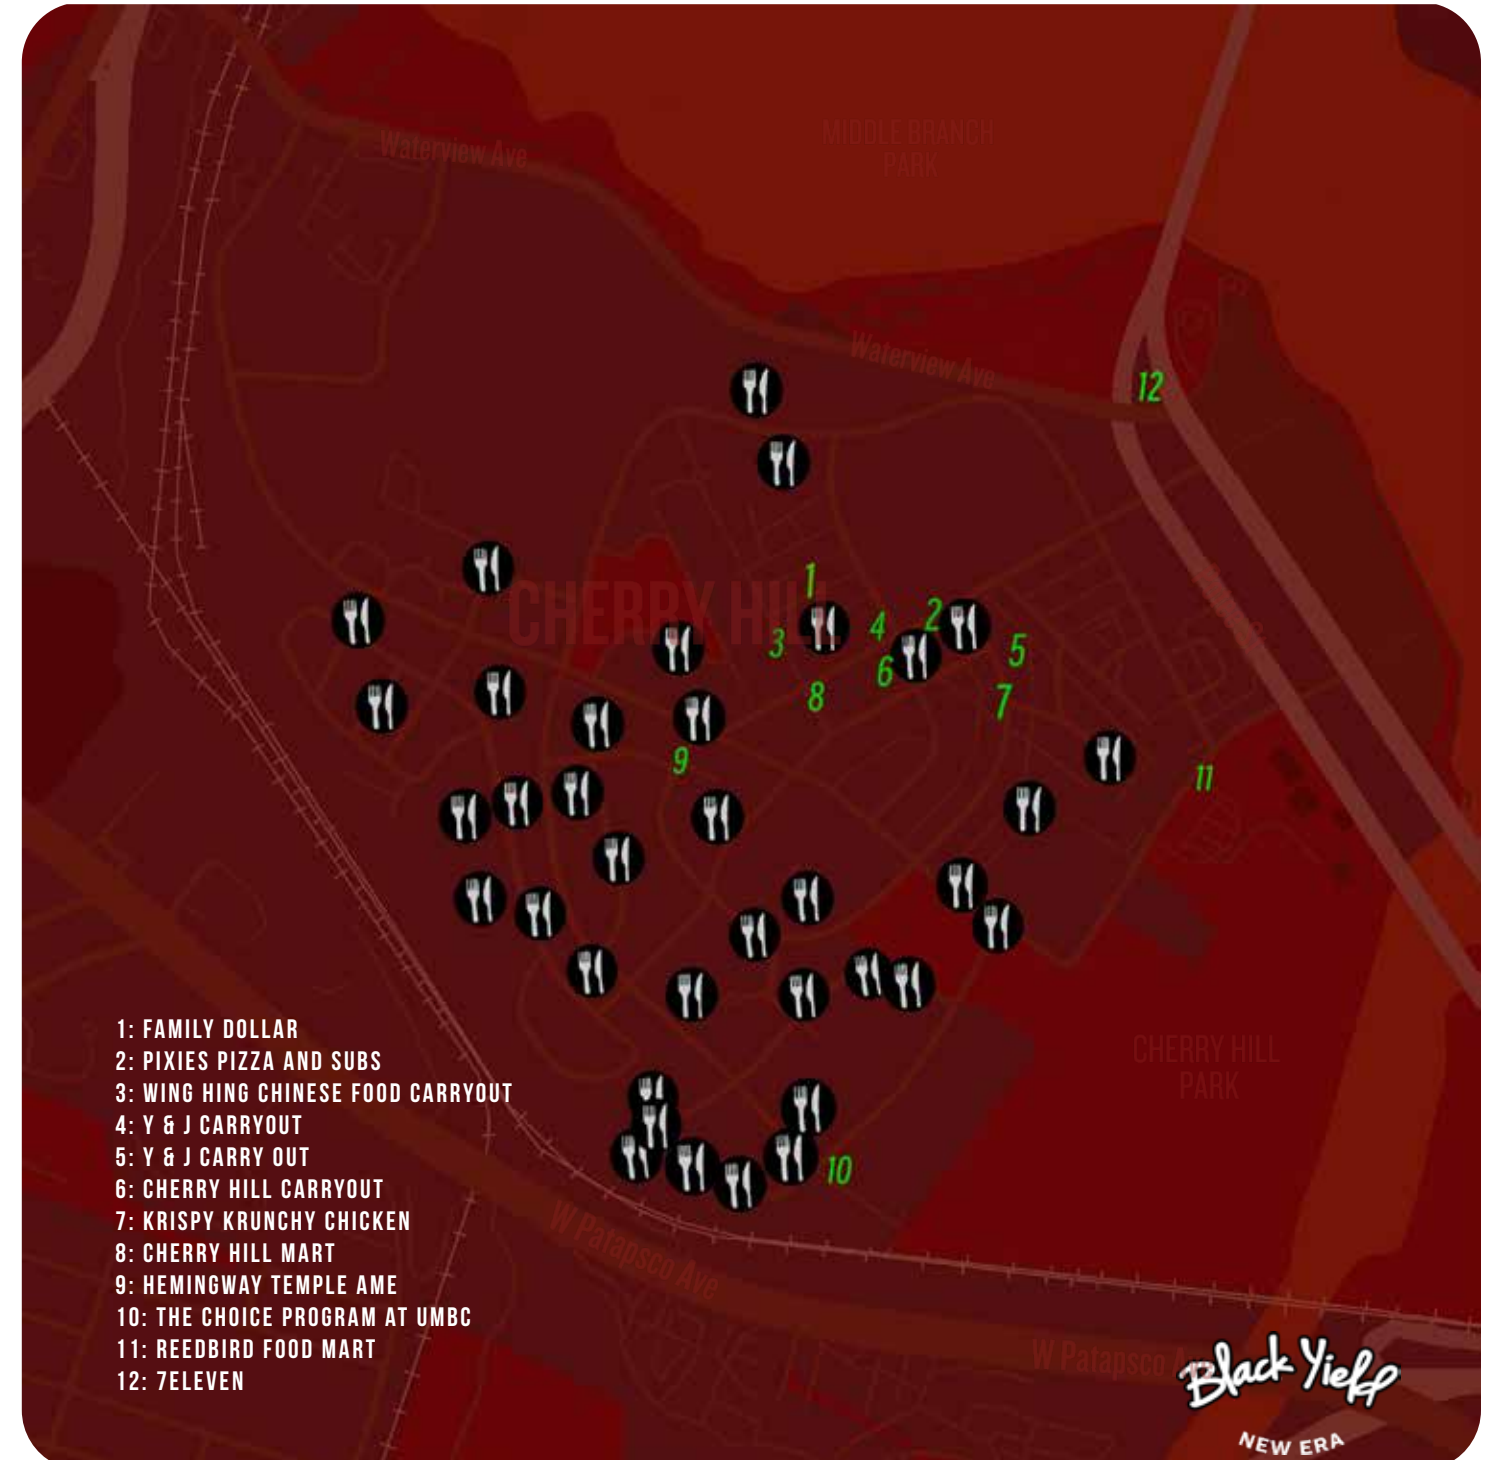 Waterview Ave
MIDDLE BRANCH
PARK
Waterview Ave
12
CHERRY HILL
1
2
4
3
5
6
8
7
9
11
10
CHERRY HILL
PARK
1: FAMILY DOLLAR
2: PIXIES PIZZA AND SUBS
3: WING HING CHINESE FOOD CARRYOUT
4: Y & J CARRYOUT
5: Y & J CARRY OUT
6: CHERRY HILL CARRYOUT
7: KRISPY KRUNCHY CHICKEN
8: CHERRY HILL MART
9: HEMINGWAY TEMPLE AME
10: THE CHOICE PROGRAM AT UMBC
11: REEDBIRD FOOD MART
12: 7ELEVEN
W Patapsco Ave
W Patapsco Ave
Black Yield
NEW ERA